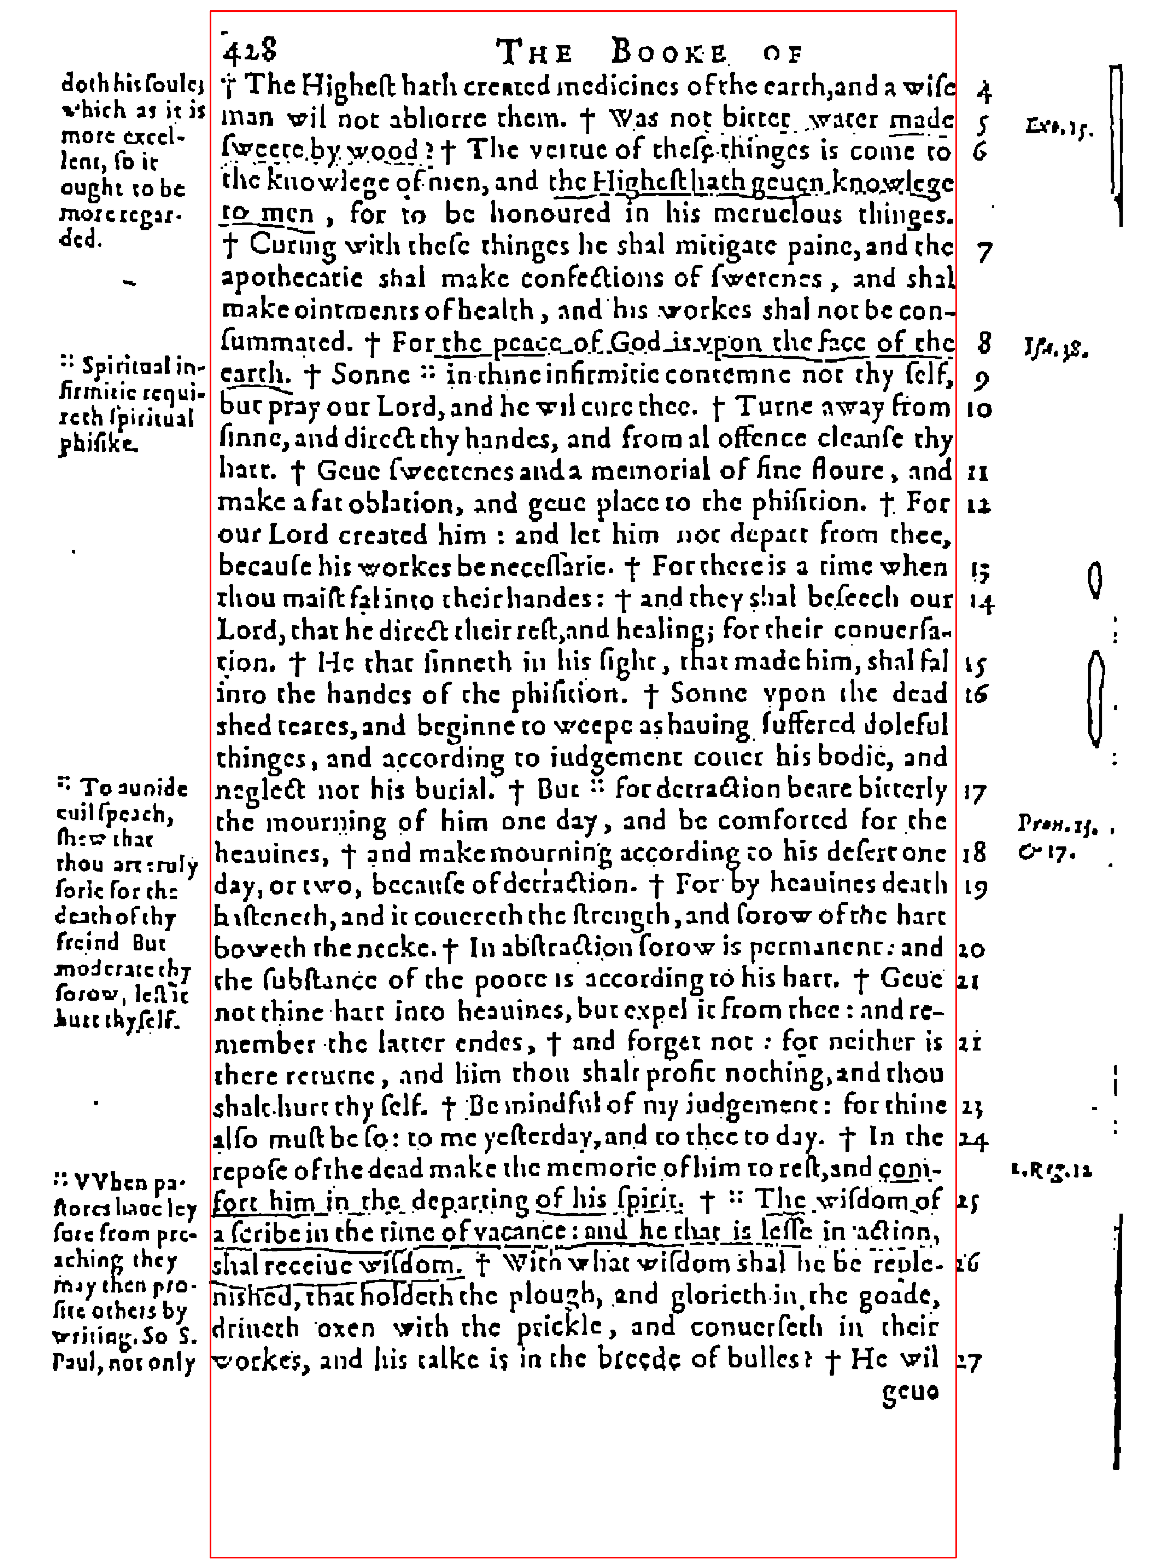 428 THE BOOKE OF
† The Higheſt hath created medicines of the earth, and a wiſe 4
man wil not abhorre them. † Was not bitter water made 5
ſweete by wood? † The vertue of theſe thinges is come to 6
the knowlege of men, and the Higheſt hath geuen knowlege
to men, for to be honoured in his meruelous thinges.
† Curing with theſe thinges he shal mitigate paine, and the 7
apothecarie shal make confections of ſwetenes, and shal
make ointments of health, and his workes shal not be con-
ſummated. † For the peace of God is vpon the face of the 8
earth. † Sonne :: in thine infirmitie contemne not thy ſelf, 9
but pray our Lord, and he wil cure thee. † Turne away from 10
ſinne, and direct thy handes, and from al offence cleanſe thy
hart. † Geue ſweetenes and a memorial of fine floure, and 11
make a fat oblation, and geue place to the phiſition. † For 12
our Lord created him : and let him not depart from thee,
becauſe his workes be neceſſarie. † For there is a time when 13
thou maiſt fal into their handes: † and they shal beſeech our 14
Lord, that he direct their reſt, and healing; for their conuerſa-
tion. † He that ſinneth in his ſight, that made him, shal fal 15
into the handes of the phiſition. † Sonne vpon the dead 16
shed teares, and beginne to weepe as hauing ſuffered doleful
thinges, and according to iudgement couer his bodie, and
neglect not his burial. † But :: for detraction beare bitterly 17
the mourning of him one day, and be comforted for the
heauines, † and make mourning according to his deſert one 18
day, or two, becauſe of detraction. † For by heauines death 19
haſteneth, and it couereth the ſtrength, and ſorow of the hart
boweth the necke. † In abſtraction ſorow is permanent: and 20
the ſubſtance of the poore is according to his hart. † Geue 21
not thine hart into heauines, but expel it from thee : and re-
member the latter endes, † and forget not : for neither is 22
there returne, and him thou shalt profit nothing, and thou
shalt hurt thy ſelf. † Be mindful of my iudgement: for thine 23
alſo muſt be ſo: to me yeſterday, and to thee to day. † In the 24
repoſe of the dead make the memorie of him to reſt, and com-
fort him in the departing of his ſpirit. † :: The wiſdom of 25
a ſcribe in the time of vacance: and he that is leſſe in action,
shal receiue wiſdom. † With what wiſdom shal he be reple- 26
nished, that holdeth the plough, and glorieth in the goade,
driueth oxen with the prickle, and conuerſeth in their
workes, and his talke is in the breede of bulles? † He wil 27
geue
doth his ſoule;
which as it is
more excel-
lent, ſo it
ought to be
more regar-
ded.
:: Spiritual in-
firmitie requi-
reth ſpiritual
phiſike.
:: To auoide
euil ſpeach,
ſhew that
thou art truly
ſorie for the
death of thy
freind But
moderate thy
ſorow, leſt it
hurt thy ſelf.
:: VVhen pa-
ſtores haue ley
ſure from pre-
aching they
may then pro-
fite others by
writing. So S.
Paul, not only
Exo. 15.
Iſa. 38.
Prou. 15.
& 17.
2. Reg. 12